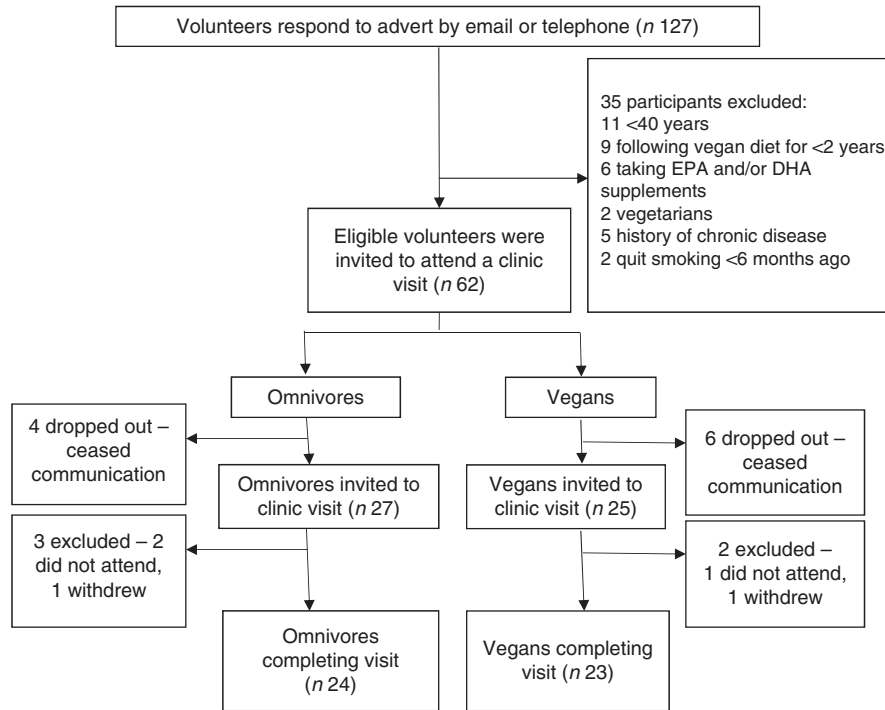 Volunteers respond to advert by email or telephone (n 127)
35 participants excluded:
11 <40 years
9 following vegan diet for <2 years
6 taking EPA and/or DHA
supplements
2 vegetarians
5 history of chronic disease
2 quit smoking <6 months ago
Eligible volunteers were
invited to attend a clinic
visit (n 62)
Omnivores
Vegans
4 dropped out –
ceased
communication
6 dropped out –
ceased
communication
Omnivores invited to
clinic visit (n 27)
Vegans invited to
clinic visit (n 25)
3 excluded – 2
did not attend,
1 withdrew
2 excluded –
1 did not attend,
1 withdrew
Omnivores
completing visit
(n 24)
Vegans completing
visit (n 23)